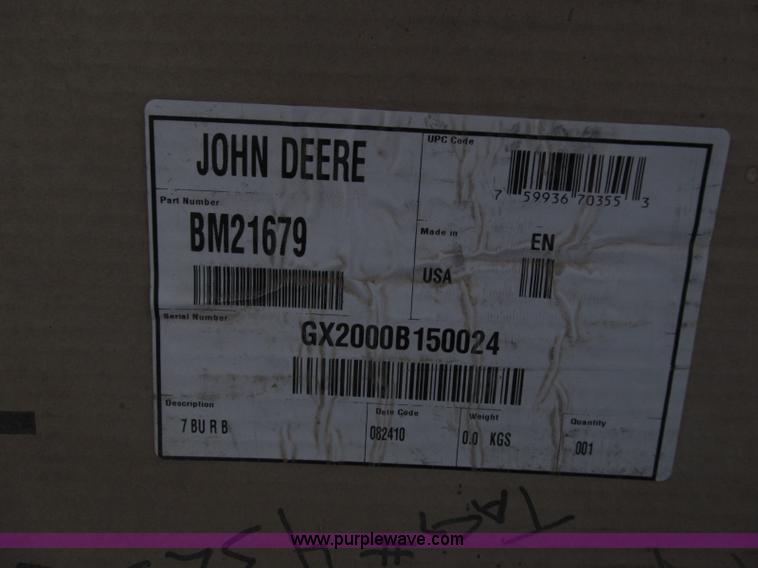 JOHN DEERE
UPC Code
7 59936 70355 3
Part Number
BM21679
Made in
USA
EN
Serial Number
GX2000B150024
Description
7 BU R B
Date Code
082410
Weight
0.0 KGS
Quantity
001
TAG #
www.purplewave.com